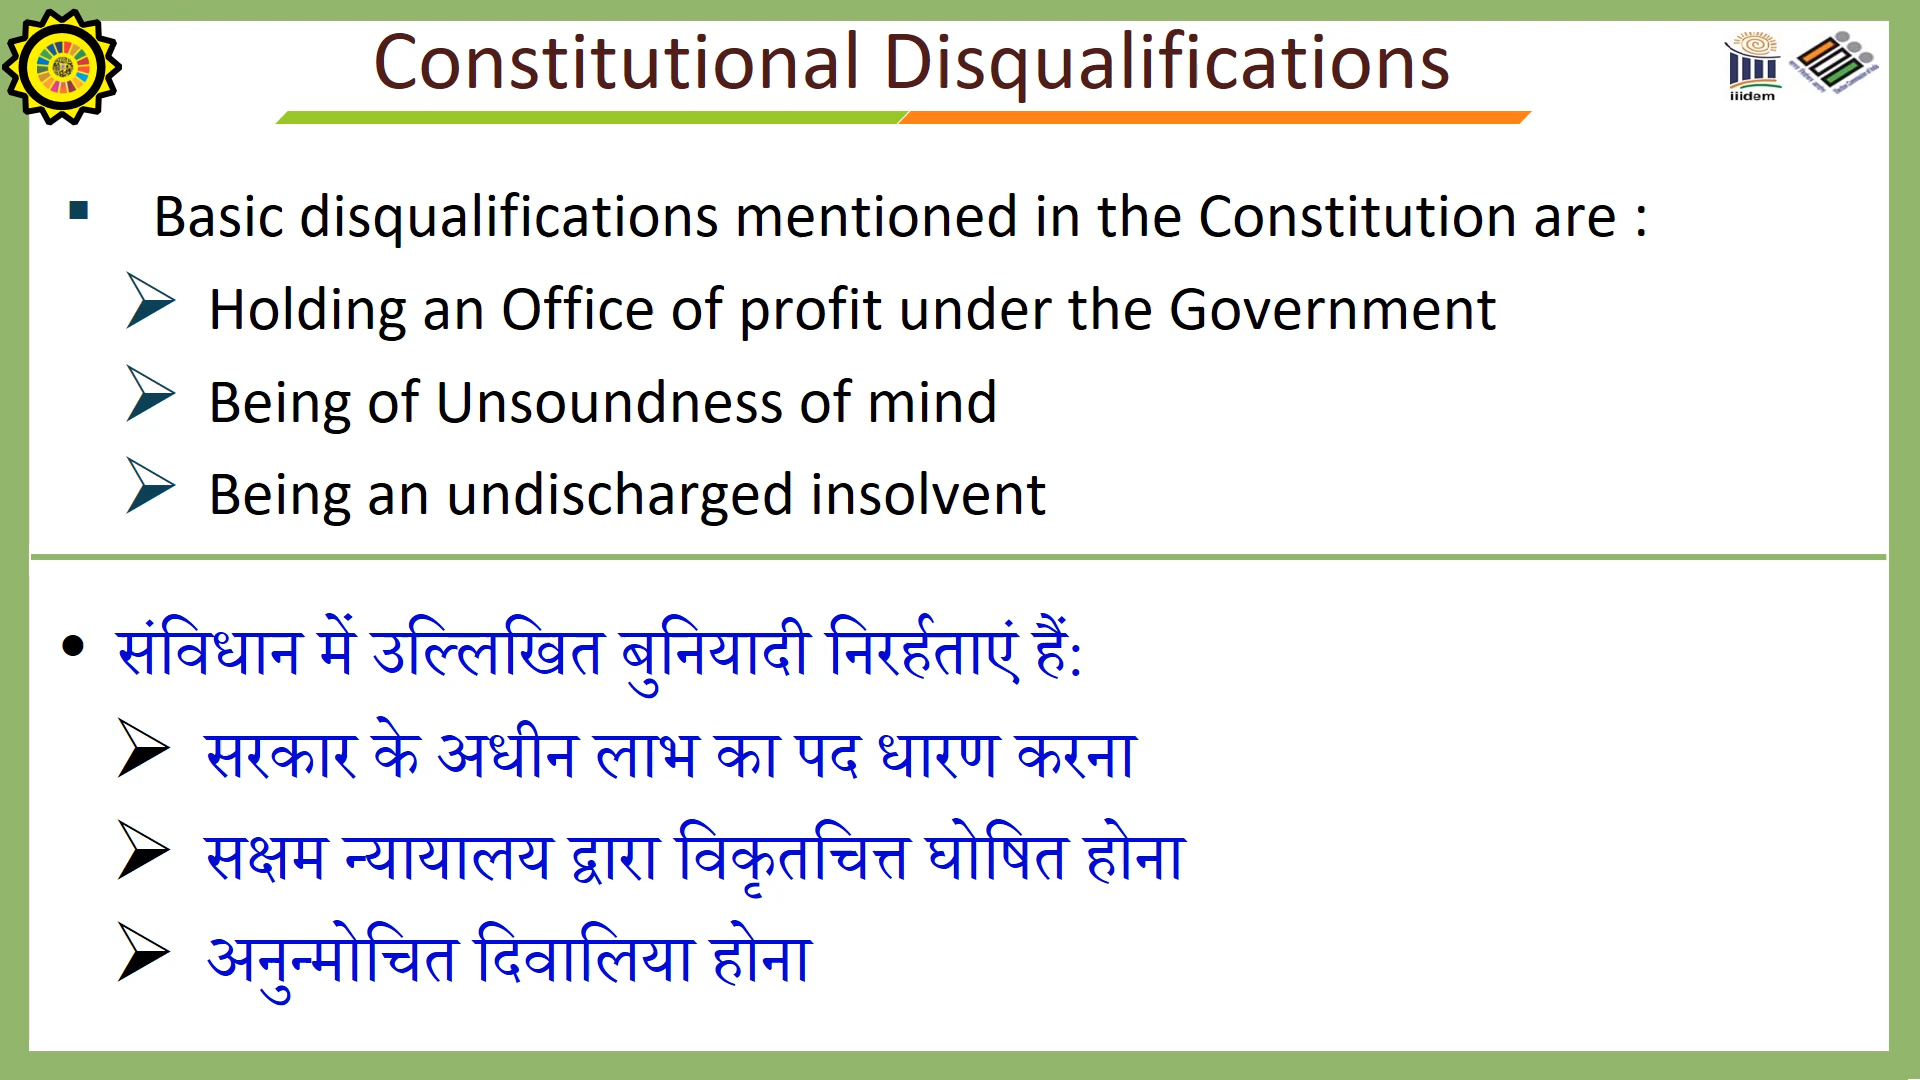 Constitutional Disqualifications
iiidem
▪ Basic disqualifications mentioned in the Constitution are :
➢ Holding an Office of profit under the Government
➢ Being of Unsoundness of mind
➢ Being an undischarged insolvent
• संविधान में उल्लिखित बुनियादी निरर्हताएं हैं:
➢ सरकार के अधीन लाभ का पद धारण करना
➢ सक्षम न्यायालय द्वारा विकृतचित्त घोषित होना
➢ अनुन्मोचित दिवालिया होना